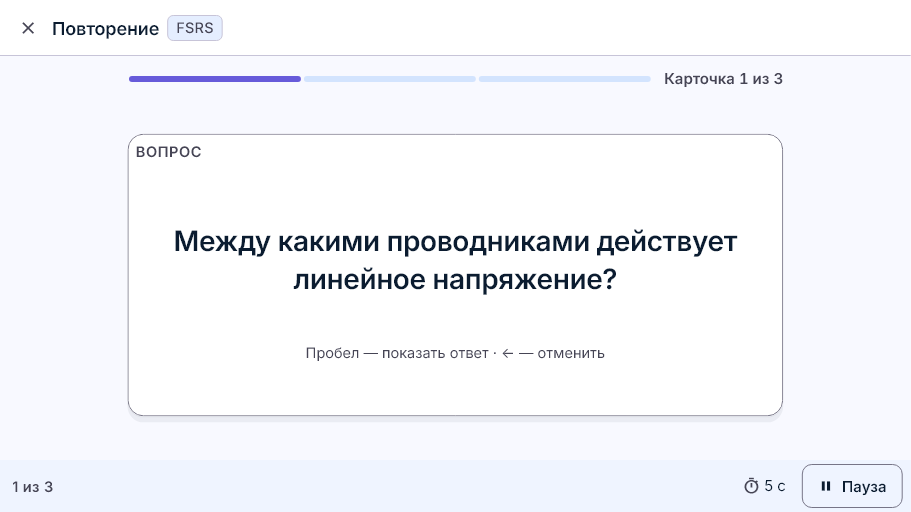 Повторение FSRS
Карточка 1 из 3
ВОПРОС
Между какими проводниками действует
линейное напряжение?
Пробел — показать ответ · ← — отменить
1 из 3
5 с
Пауза